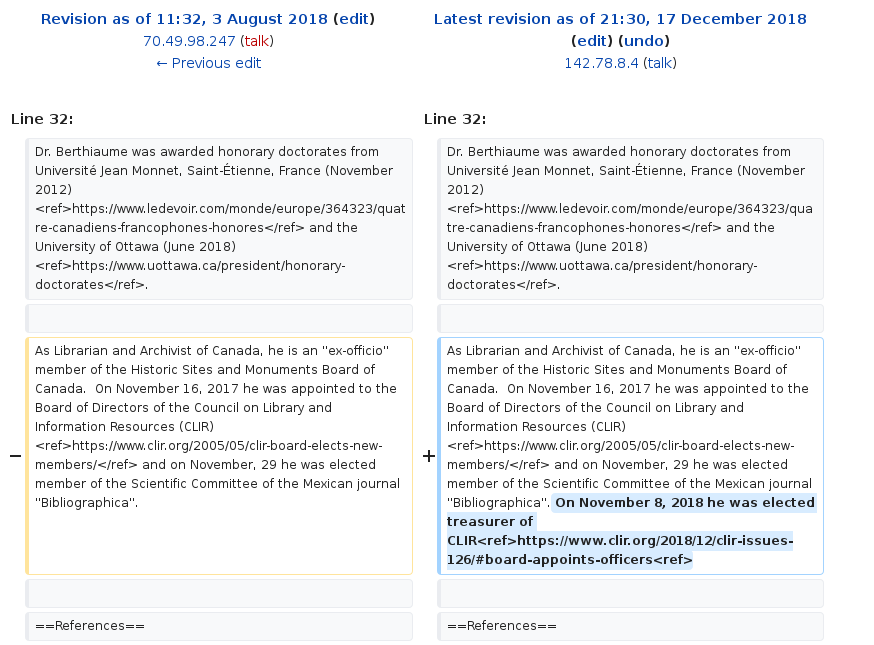 Revision as of 11:32, 3 August 2018 (edit)
70.49.98.247 (talk)
← Previous edit
Latest revision as of 21:30, 17 December 2018
(edit) (undo)
142.78.8.4 (talk)
Line 32:
Line 32:
Dr. Berthiaume was awarded honorary doctorates from
Université Jean Monnet, Saint-Étienne, France (November
2012)
<ref>https://www.ledevoir.com/monde/europe/364323/quat
re-canadiens-francophones-honores</ref> and the
University of Ottawa (June 2018)
<ref>https://www.uottawa.ca/president/honorary-
doctorates</ref>.
Dr. Berthiaume was awarded honorary doctorates from
Université Jean Monnet, Saint-Étienne, France (November
2012)
<ref>https://www.ledevoir.com/monde/europe/364323/qua
tre-canadiens-francophones-honores</ref> and the
University of Ottawa (June 2018)
<ref>https://www.uottawa.ca/president/honorary-
doctorates</ref>.
−
As Librarian and Archivist of Canada, he is an ''ex-officio''
member of the Historic Sites and Monuments Board of
Canada.  On November 16, 2017 he was appointed to the
Board of Directors of the Council on Library and
Information Resources (CLIR)
<ref>https://www.clir.org/2005/05/clir-board-elects-new-
members/</ref> and on November, 29 he was elected
member of the Scientific Committee of the Mexican journal
''Bibliographica''.
+
As Librarian and Archivist of Canada, he is an ''ex-officio''
member of the Historic Sites and Monuments Board of
Canada.  On November 16, 2017 he was appointed to the
Board of Directors of the Council on Library and
Information Resources (CLIR)
<ref>https://www.clir.org/2005/05/clir-board-elects-new-
members/</ref> and on November, 29 he was elected
member of the Scientific Committee of the Mexican journal
''Bibliographica''. On November 8, 2018 he was elected
treasurer of
CLIR<ref>https://www.clir.org/2018/12/clir-issues-
126/#board-appoints-officers<ref>
==References==
==References==